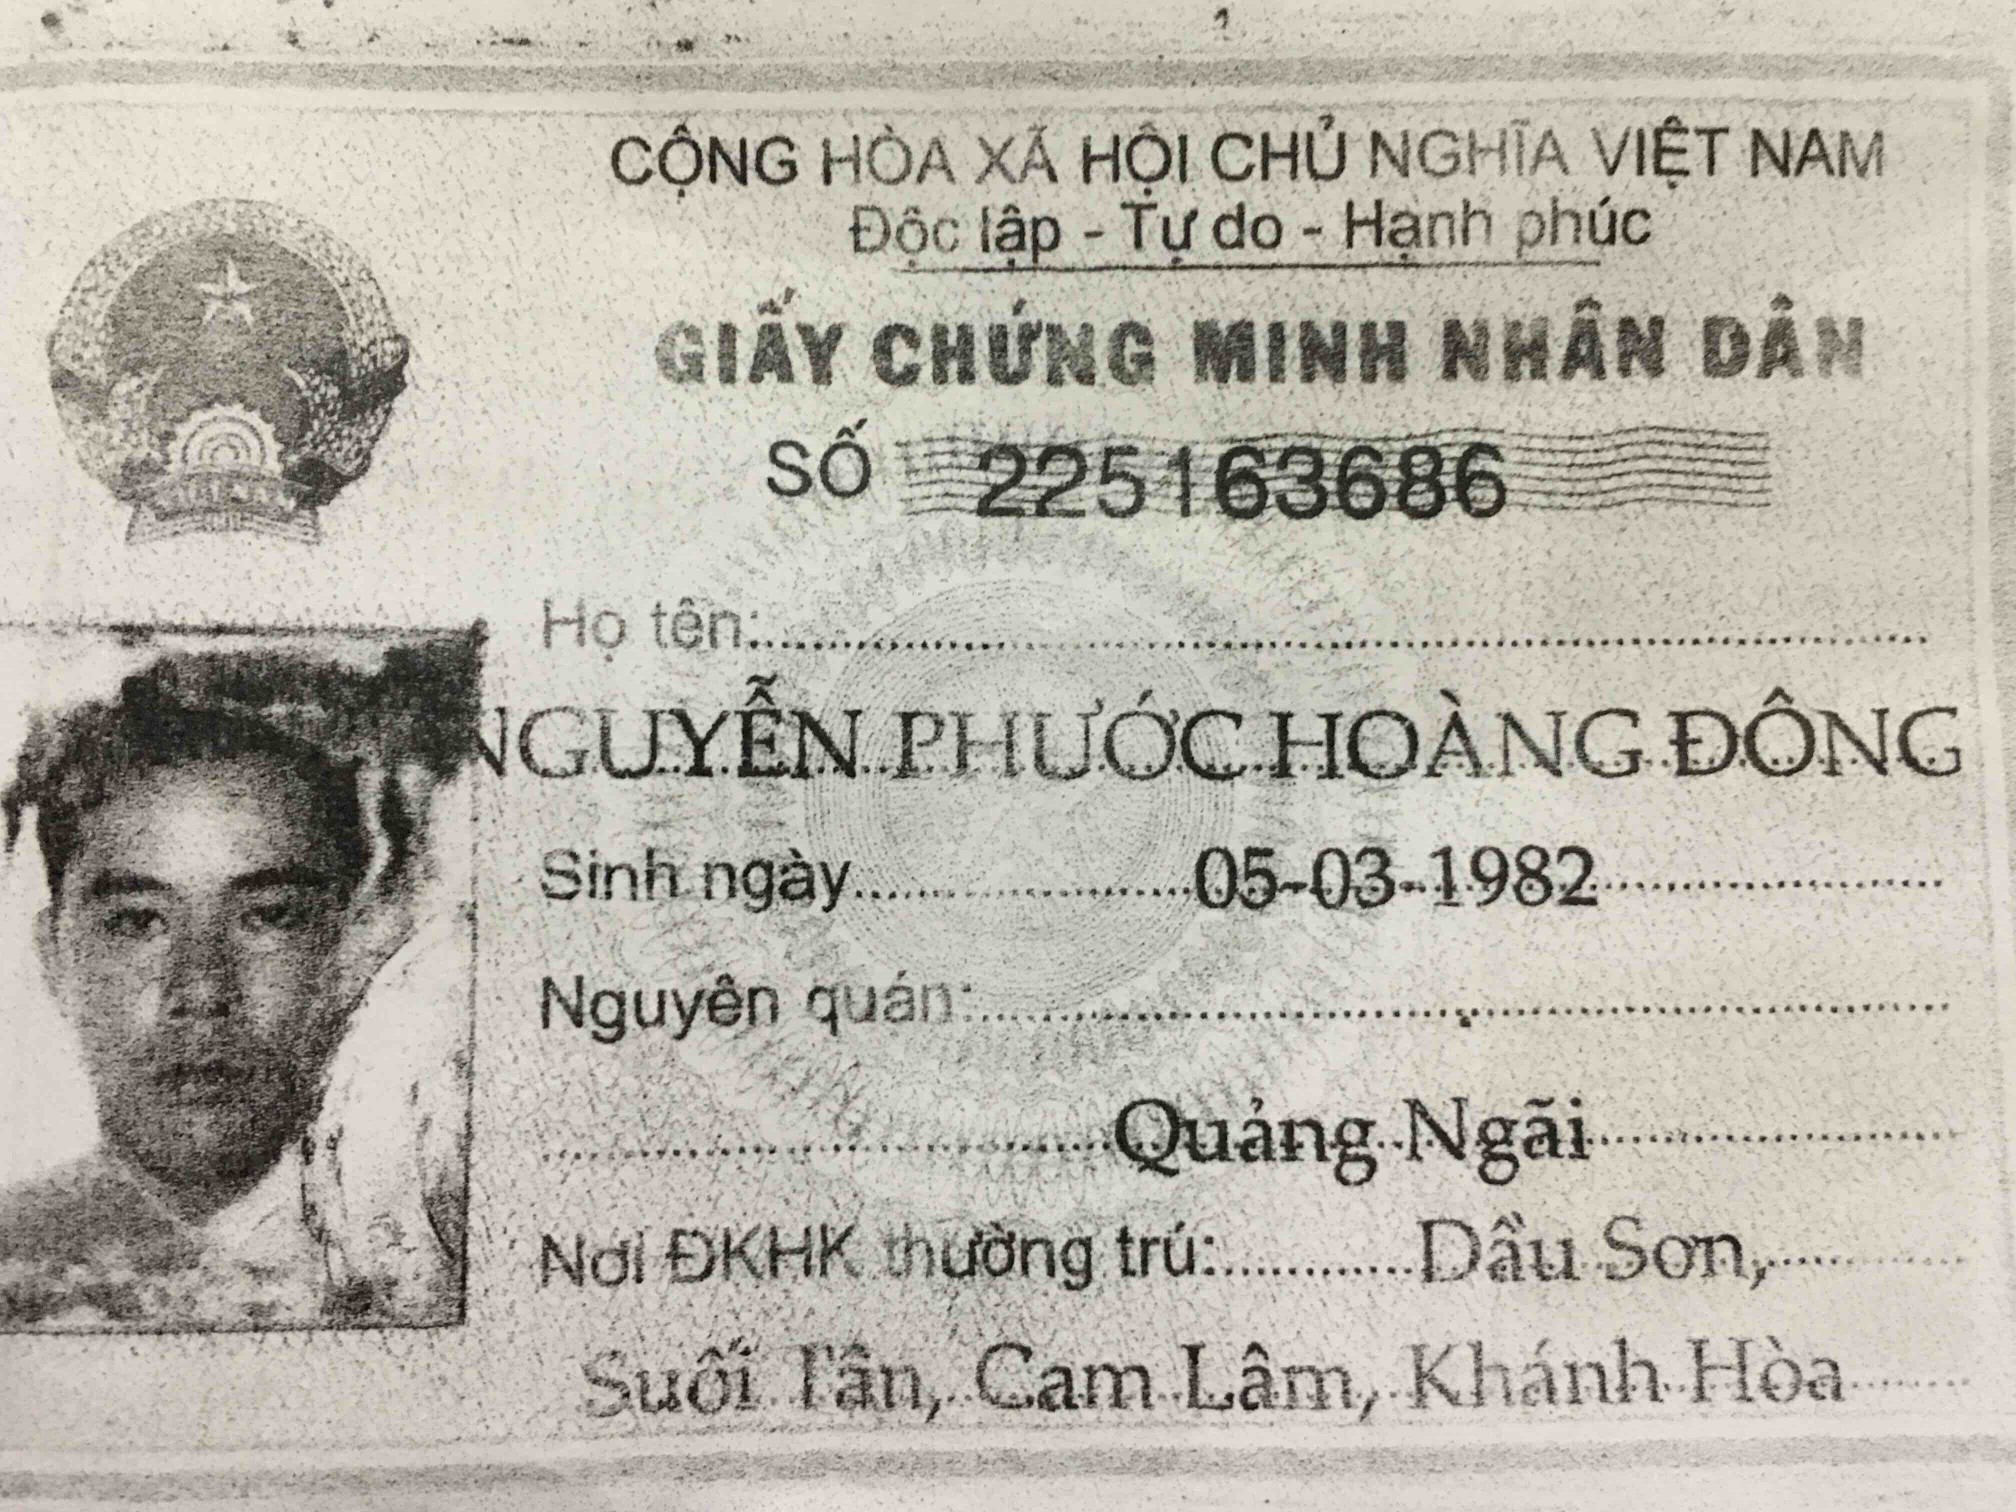 CỘNG HÒA XÃ HỘI CHỦ NGHĨA VIỆT NAM
Độc lập - Tự do - Hạnh phúc
GIẤY CHỨNG MINH NHÂN DÂN
SỐ 225163686
VIỆT NAM
Họ tên:
NGUYỄN PHƯỚC HOÀNG ĐÔNG
Sinh ngày 05-03-1982
Nguyên quán:
Quảng Ngãi
Nơi ĐKHK thường trú: Dầu Sơn,
Suối Tân, Cam Lâm, Khánh Hòa